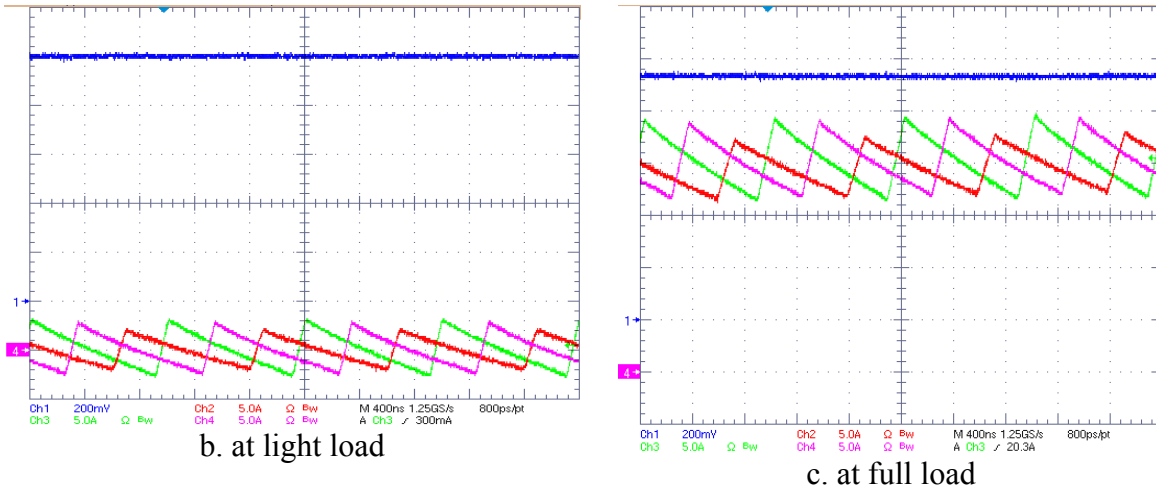 1
4
Ch1 200mV Ch2 5.0A Ω Bw M 400ns 1.25GS/s 800ps/pt
Ch3 5.0A Ω Bw Ch4 5.0A Ω Bw A Ch3 ∕ 300mA
b. at light load
1
4
Ch1 200mV Ch2 5.0A Ω Bw M 400ns 1.25GS/s 800ps/pt
Ch3 5.0A Ω Bw Ch4 5.0A Ω Bw A Ch3 ∕ 20.3A
c. at full load